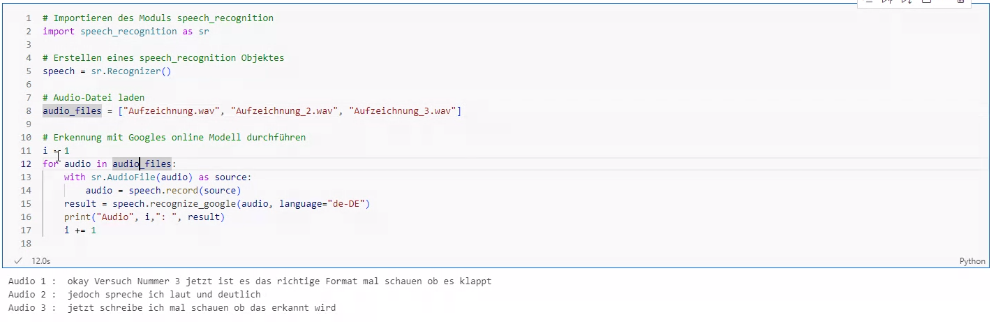 1 # Importieren des Moduls speech_recognition
2 import speech_recognition as sr
3
4 # Erstellen eines speech_recognition Objektes
5 speech = sr.Recognizer()
6
7 # Audio-Datei laden
8 audio_files = ["Aufzeichnung.wav", "Aufzeichnung_2.wav", "Aufzeichnung_3.wav"]
9
10 # Erkennung mit Googles online Modell durchführen
11 i = 1
12 for audio in audio_files:
13     with sr.AudioFile(audio) as source:
14         audio = speech.record(source)
15     result = speech.recognize_google(audio, language="de-DE")
16     print("Audio", i,": ", result)
17     i += 1
18
12.0s Python
Audio 1 :  okay Versuch Nummer 3 jetzt ist es das richtige Format mal schauen ob es klappt
Audio 2 :  jedoch spreche ich laut und deutlich
Audio 3 :  jetzt schreibe ich mal schauen ob das erkannt wird